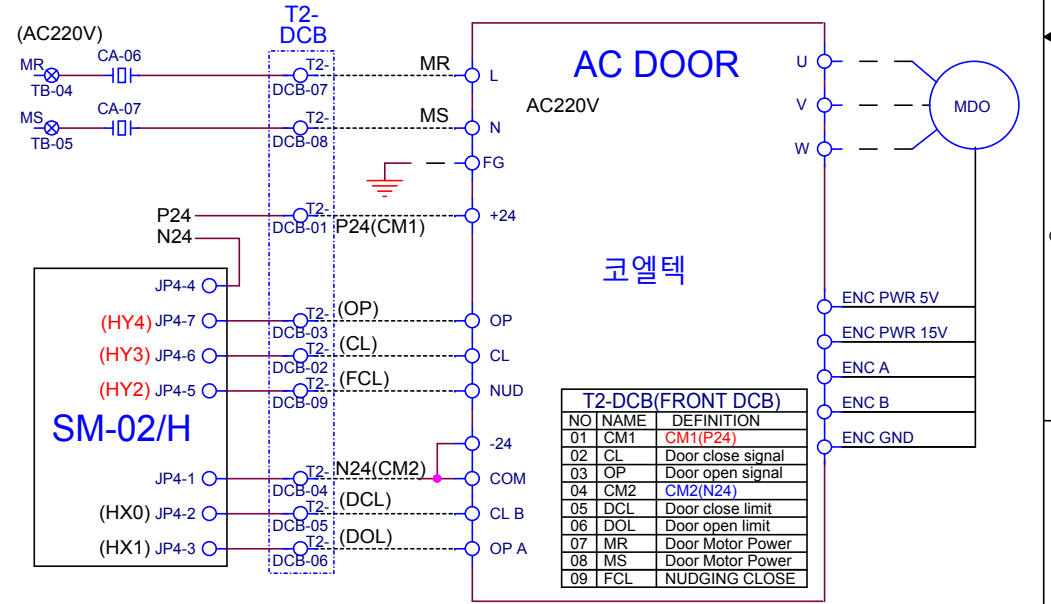 (AC220V)
T2-
DCB
MR
TB-04
CA-06
T2-
DCB-07
MR
L
MS
TB-05
CA-07
T2-
DCB-08
MS
N
FG
AC DOOR
AC220V
코엘텍
U
V
W
MDO
P24
N24
T2-
DCB-01
P24(CM1)
+24
JP4-4
(HY4) JP4-7
T2-
DCB-03
(OP)
OP
(HY3) JP4-6
T2-
DCB-02
(CL)
CL
(HY2) JP4-5
T2-
DCB-09
(FCL)
NUD
SM-02/H
-24
JP4-1
T2-
DCB-04
N24(CM2)
COM
(HX0) JP4-2
T2-
DCB-05
(DCL)
CL B
(HX1) JP4-3
T2-
DCB-06
(DOL)
OP A
ENC PWR 5V
ENC PWR 15V
ENC A
ENC B
ENC GND
T2-DCB(FRONT DCB)
NO NAME DEFINITION
01 CM1 CM1(P24)
02 CL Door close signal
03 OP Door open signal
04 CM2 CM2(N24)
05 DCL Door close limit
06 DOL Door open limit
07 MR Door Motor Power
08 MS Door Motor Power
09 FCL NUDGING CLOSE